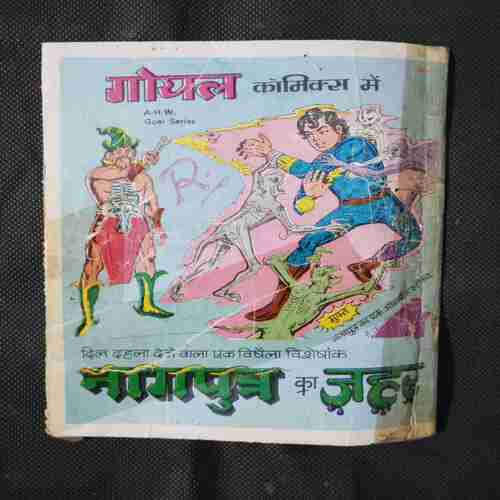 गोयल कॉमिक्स में
A.H.W.
Goel Series
मुफ्त
दिल दहला देने वाला एक विषैला विशेषांक
नागपुत्र का ज़हर